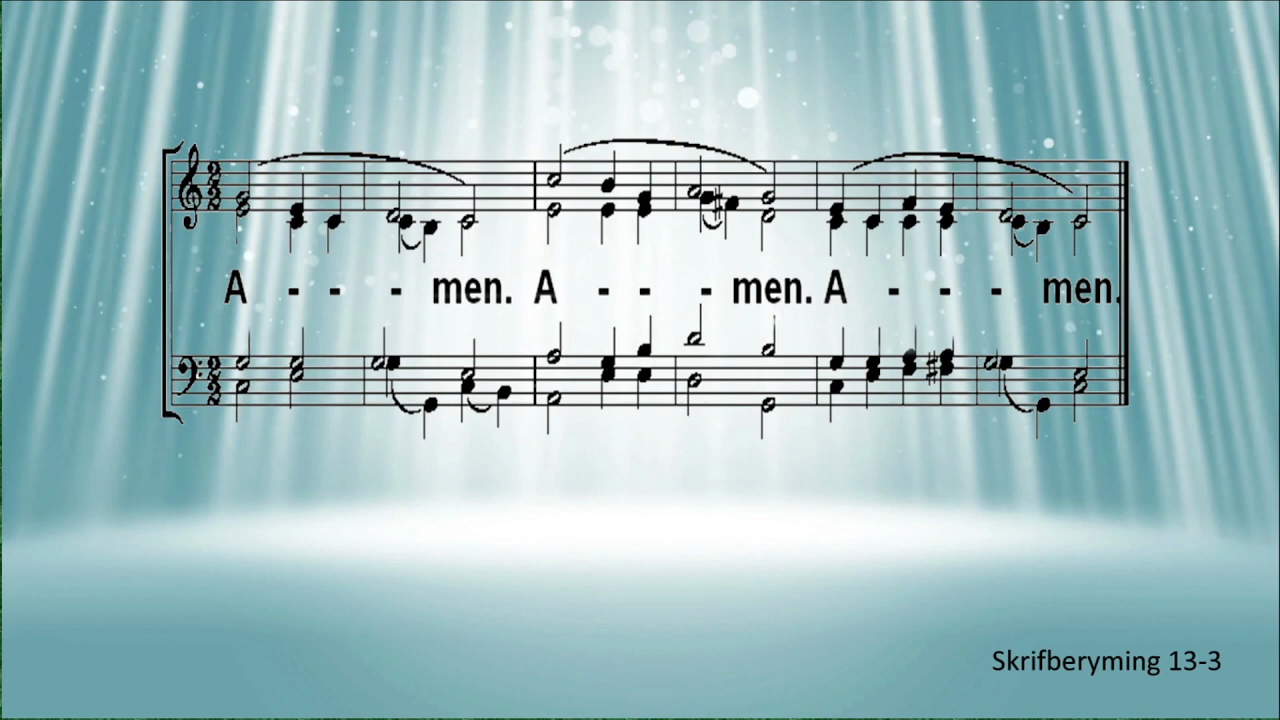 A - - - men. A - - - men. A - - - men.
Skrifberyming 13-3